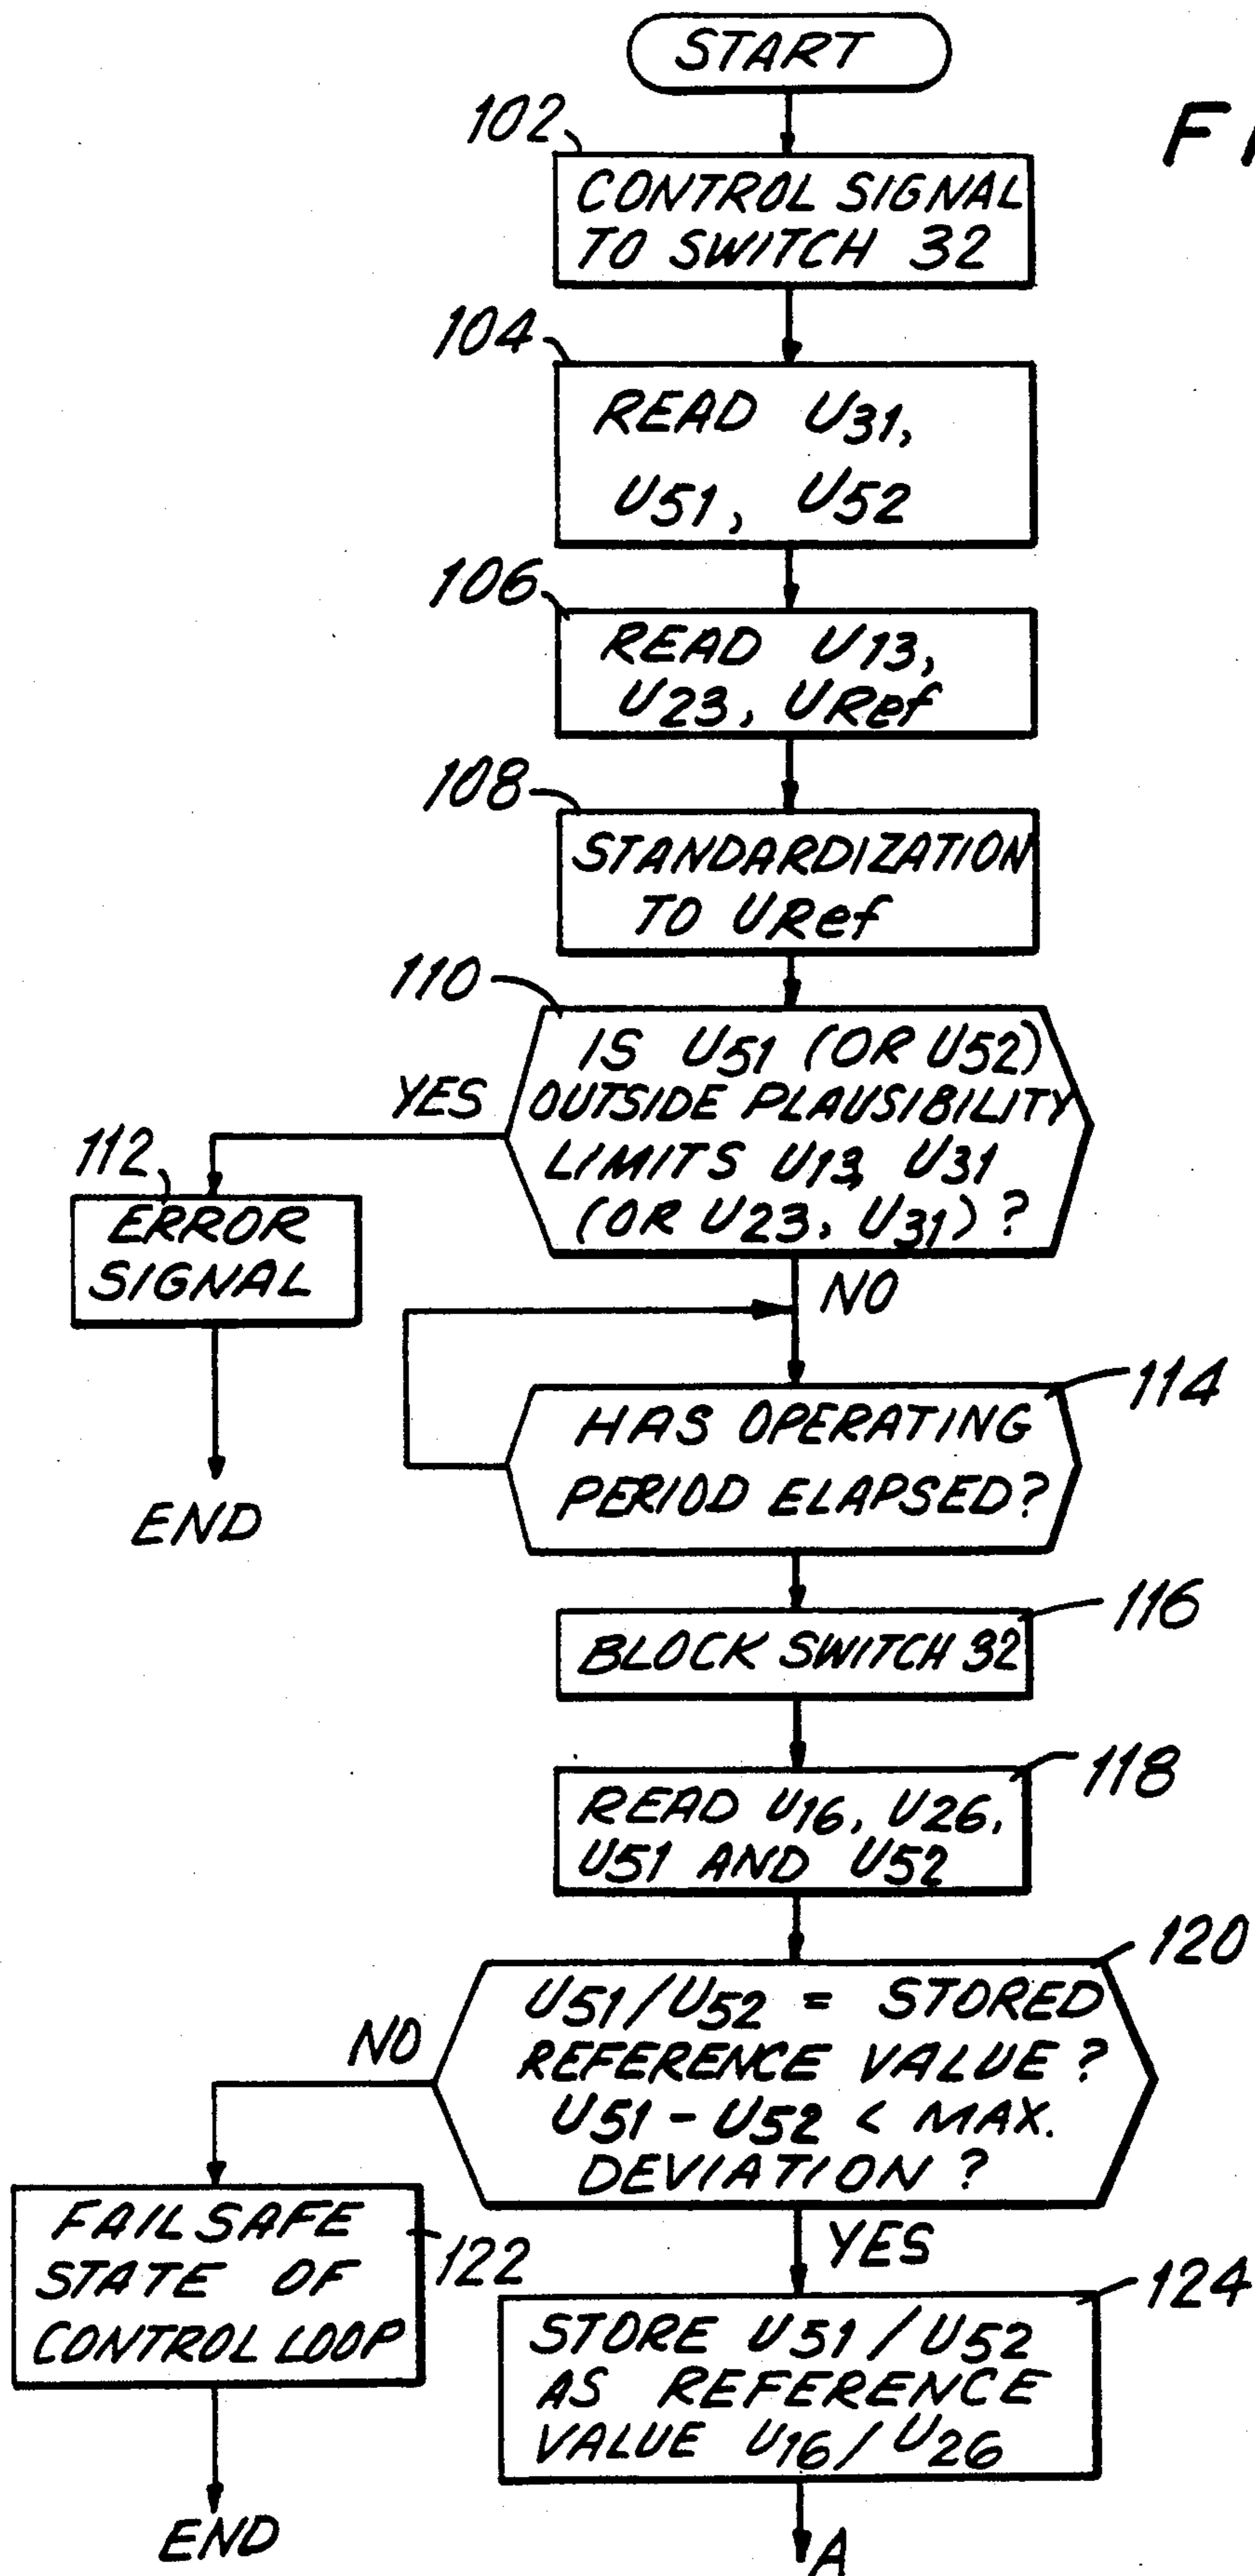 START
F
102
CONTROL SIGNAL
TO SWITCH 32
104
READ U31,
U51, U52
106
READ U13,
U23, URef
108
STANDARDIZATION
TO URef
110
IS U51 (OR U52)
OUTSIDE PLAUSIBILITY
LIMITS U13, U31
(OR U23, U31) ?
YES
112
ERROR
SIGNAL
END
NO
114
HAS OPERATING
PERIOD ELAPSED?
116
BLOCK SWITCH 32
118
READ U16, U26,
U51 AND U52
120
U51/U52 = STORED
REFERENCE VALUE ?
U51 - U52 < MAX.
DEVIATION ?
NO
122
FAIL SAFE
STATE OF
CONTROL LOOP
END
YES
124
STORE U51 / U52
AS REFERENCE
VALUE U16 / U26
A